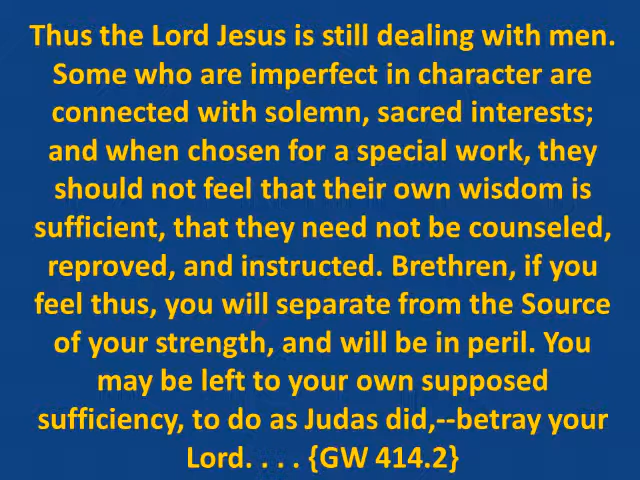 Thus the Lord Jesus is still dealing with men.
Some who are imperfect in character are
connected with solemn, sacred interests;
and when chosen for a special work, they
should not feel that their own wisdom is
sufficient, that they need not be counseled,
reproved, and instructed. Brethren, if you
feel thus, you will separate from the Source
of your strength, and will be in peril. You
may be left to your own supposed
sufficiency, to do as Judas did,--betray your
Lord. . . . {GW 414.2}